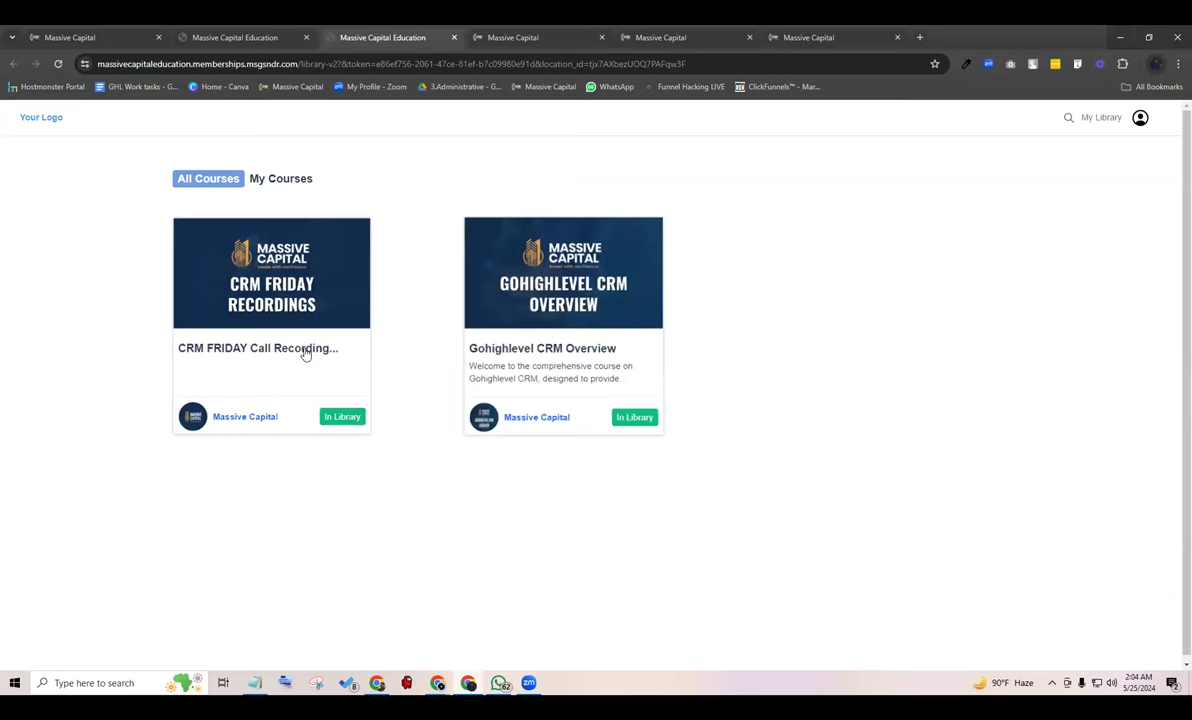 Massive Capital
Massive Capital Education
Massive Capital Education
Massive Capital
Massive Capital
Massive Capital
massivecapitaleducation.memberships.msgsndr.com/library-v2?&token=e86ef756-2061-47ce-81ef-b7c09980e91d&location_id=tjx7AXbezUOQ7PAFqw3F
Hostmonster Portal
GHL Work tasks - G...
Home - Canva
Massive Capital
My Profile - Zoom
3.Administrative - G...
Massive Capital
WhatsApp
Funnel Hacking LIVE
ClickFunnels™ - Mar...
All Bookmarks
Your Logo
My Library
All Courses
My Courses
MASSIVE
CAPITAL
CRM FRIDAY
RECORDINGS
CRM FRIDAY Call Recording...
Massive Capital
In Library
MASSIVE
CAPITAL
GOHIGHLEVEL CRM
OVERVIEW
Gohighlevel CRM Overview
Welcome to the comprehensive course on
Gohighlevel CRM, designed to provide...
Massive Capital
In Library
Type here to search
8
62
zm
90°F Haze
2:04 AM
5/25/2024
2